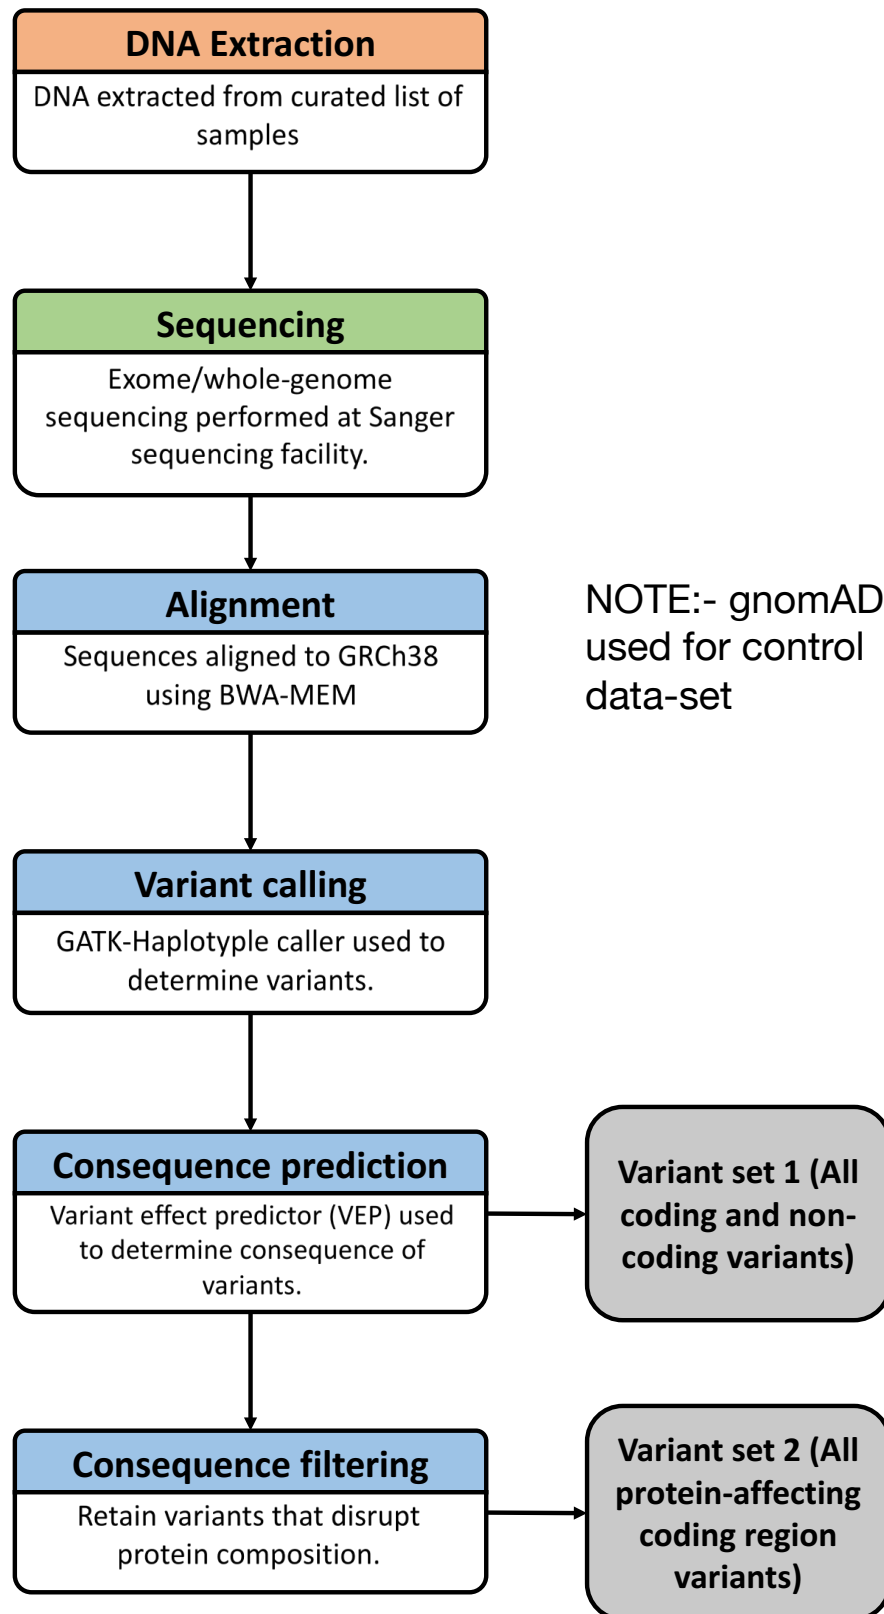 DNA Extraction
DNA extracted from curated list of
samples
Sequencing
Exome/whole-genome
sequencing performed at Sanger
sequencing facility.
Alignment
Sequences aligned to GRCh38
using BWA-MEM
NOTE:- gnomAD
used for control
data-set
Variant calling
GATK-Haplotyple caller used to
determine variants.
Consequence prediction
Variant effect predictor (VEP) used
to determine consequence of
variants.
Variant set 1 (All
coding and non-
coding variants)
Consequence filtering
Retain variants that disrupt
protein composition.
Variant set 2 (All
protein-affecting
coding region
variants)